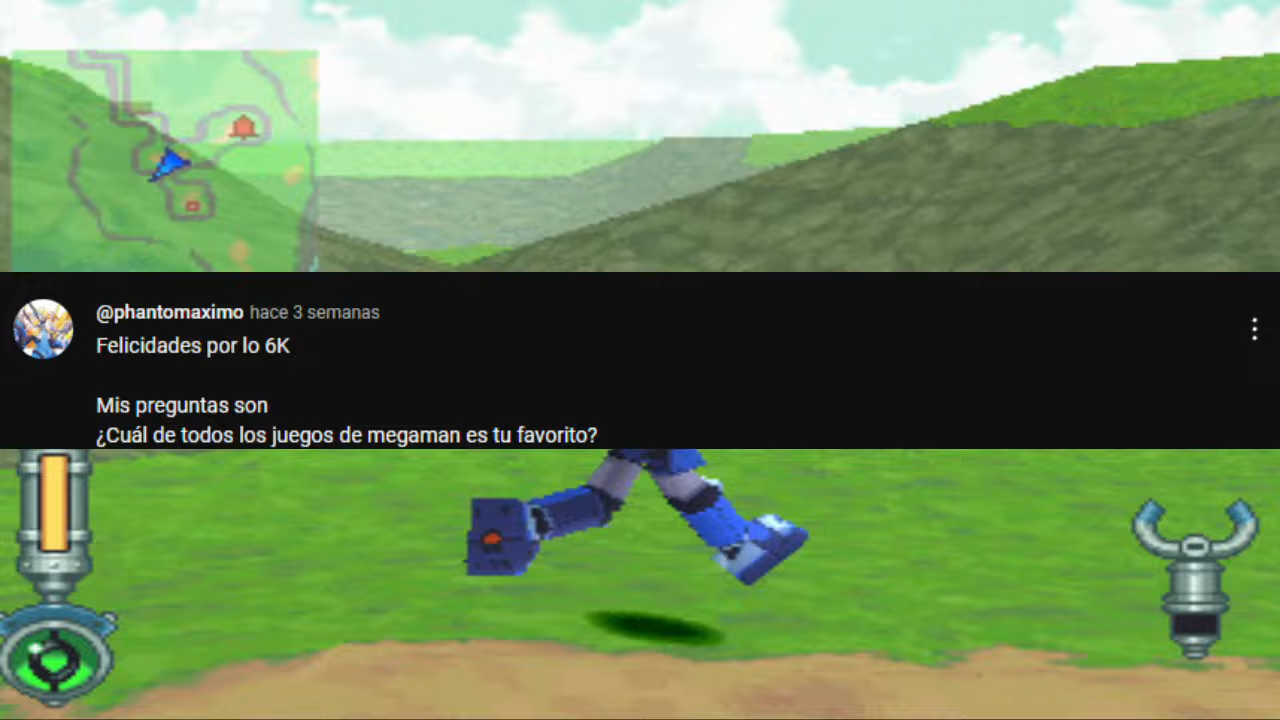 @phantomaximo hace 3 semanas
Felicidades por lo 6K
Mis preguntas son
¿Cuál de todos los juegos de megaman es tu favorito?